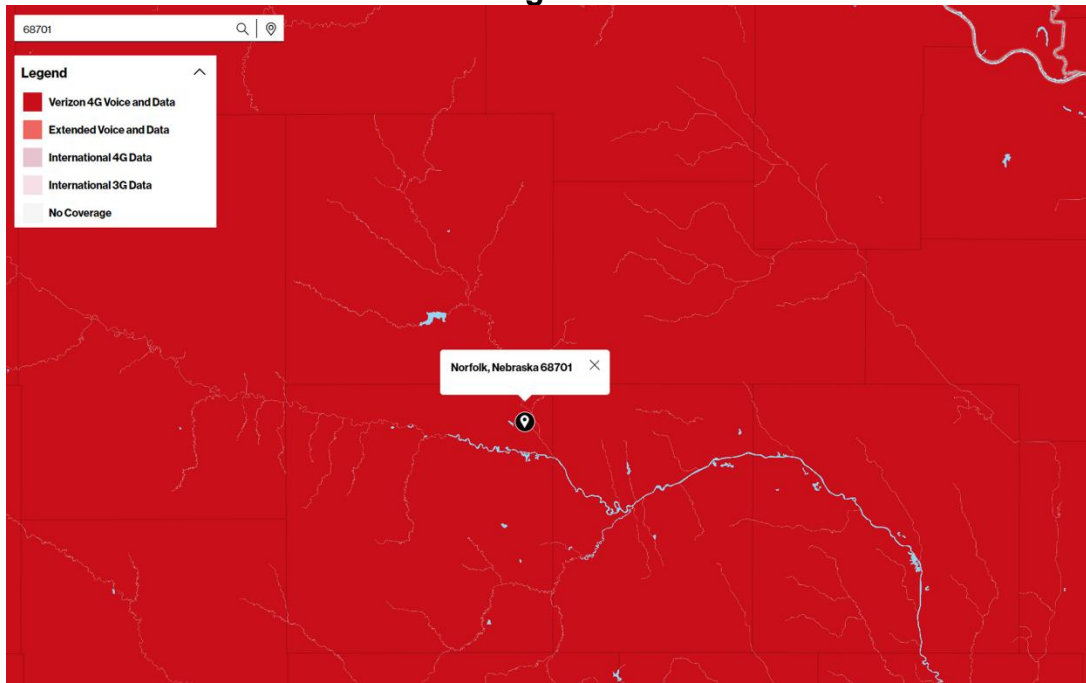 68701
Legend
Verizon 4G Voice and Data
Extended Voice and Data
International 4G Data
International 3G Data
No Coverage
Norfolk, Nebraska 68701